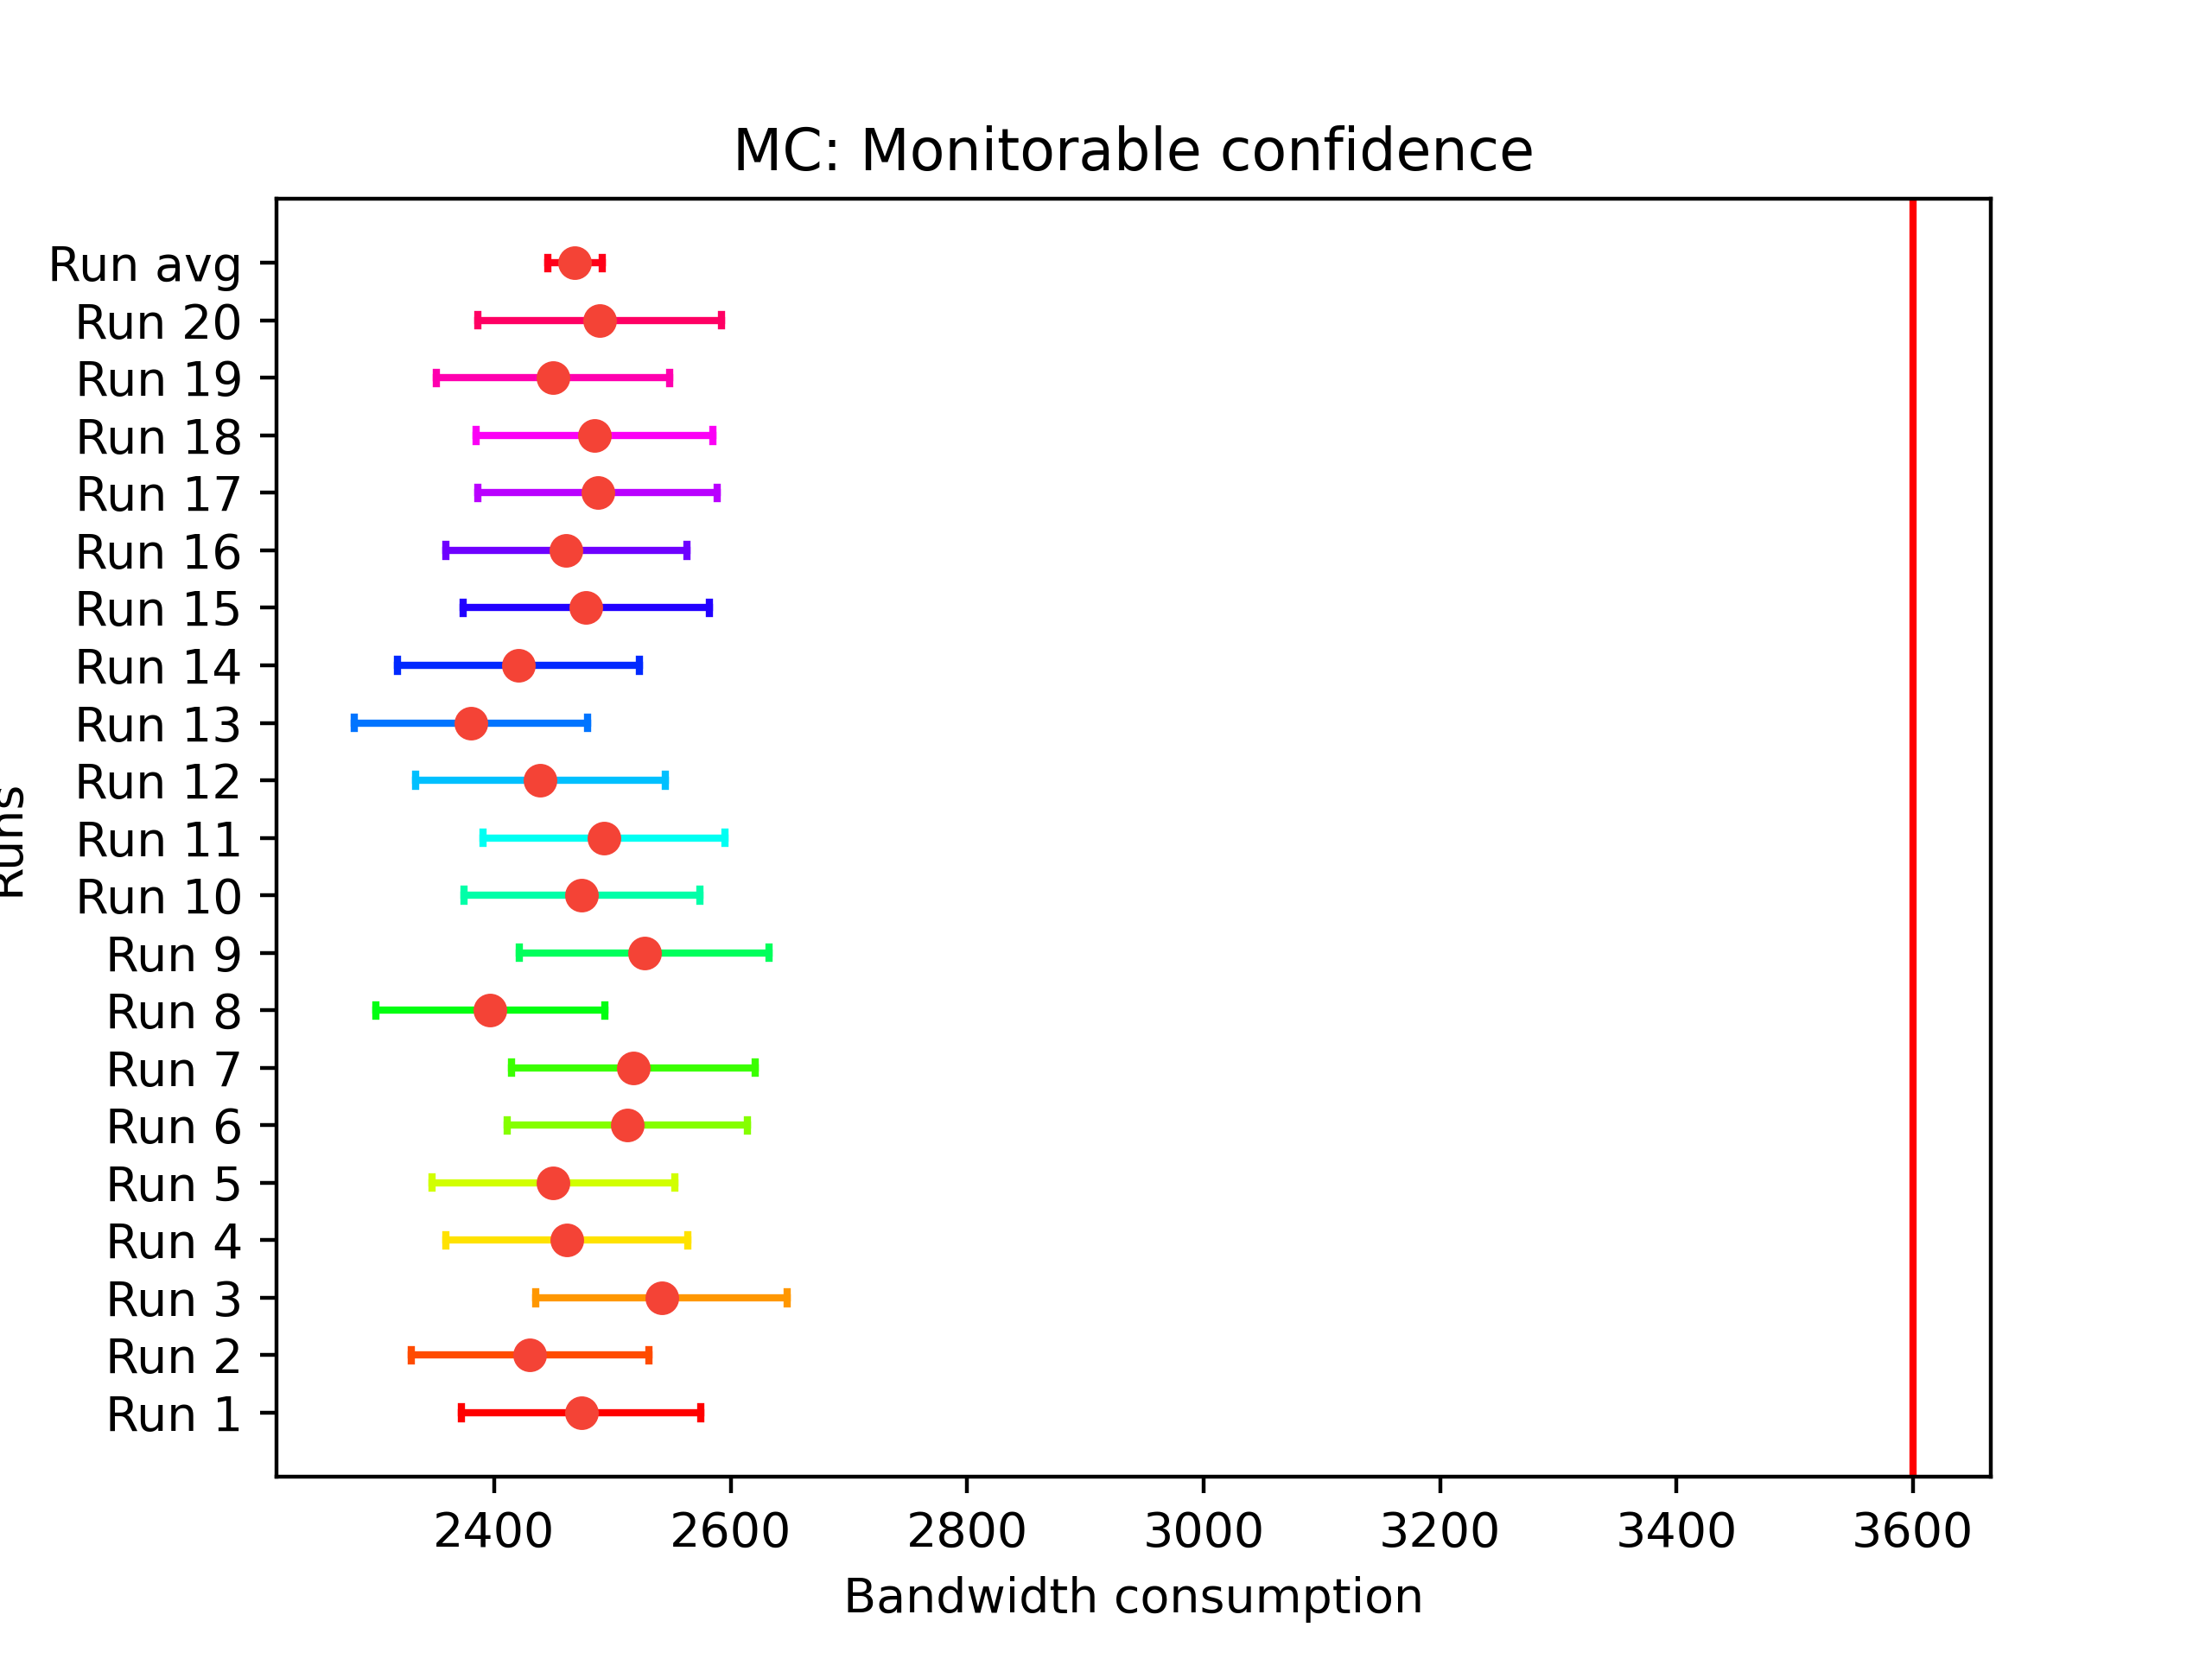 MC: Monitorable confidence
Run avg
Run 20
Run 19
Run 18
Run 17
Run 16
Run 15
Run 14
Run 13
Run 12
Run 11
Run 10
Run 9
Run 8
Run 7
Run 6
Run 5
Run 4
Run 3
Run 2
Run 1
Runs
2400 2600 2800 3000 3200 3400 3600
Bandwidth consumption